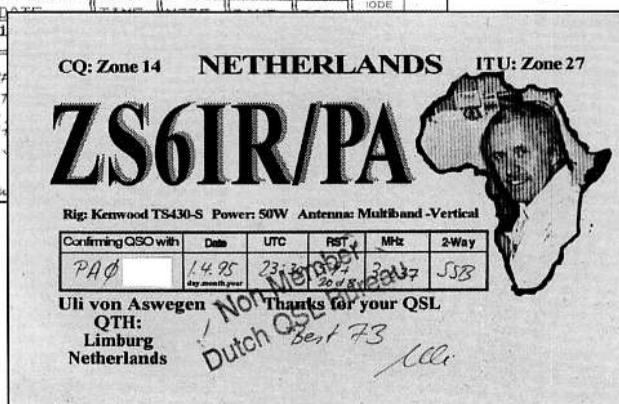 CQ: Zone 14 NETHERLANDS ITU: Zone 27
ZS6IR/PA
Rig: Kenwood TS430-S Power: 50W Antenna: Multiband -Vertical
Confirming QSO with Date UTC RST MHz 2-Way
PAØ 1.4.95 SSB
day.month.year
Uli von Aswegen Thanks for your QSL
QTH:
Limburg
Netherlands
Non Member
Dutch QSL Bureau
Best 73
Uli